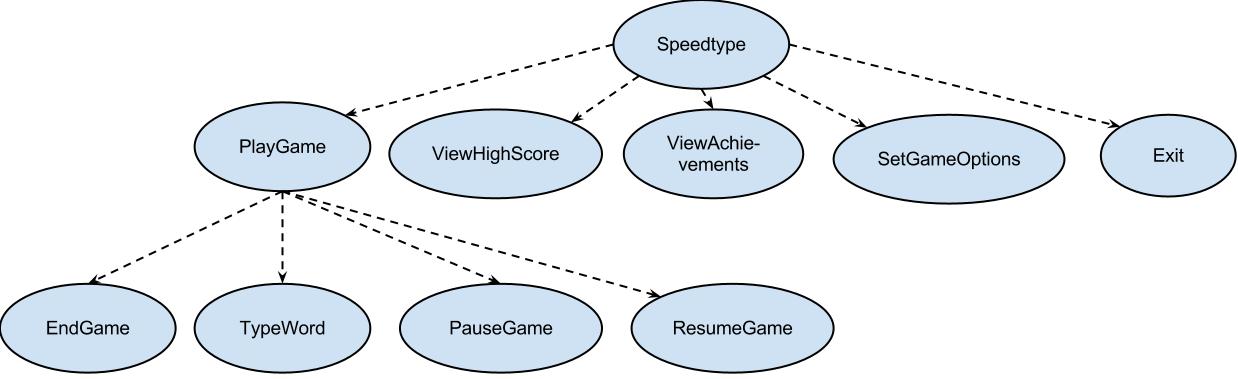 Speedtype
PlayGame
ViewHighScore
ViewAchie-
vements
SetGameOptions
Exit
EndGame
TypeWord
PauseGame
ResumeGame